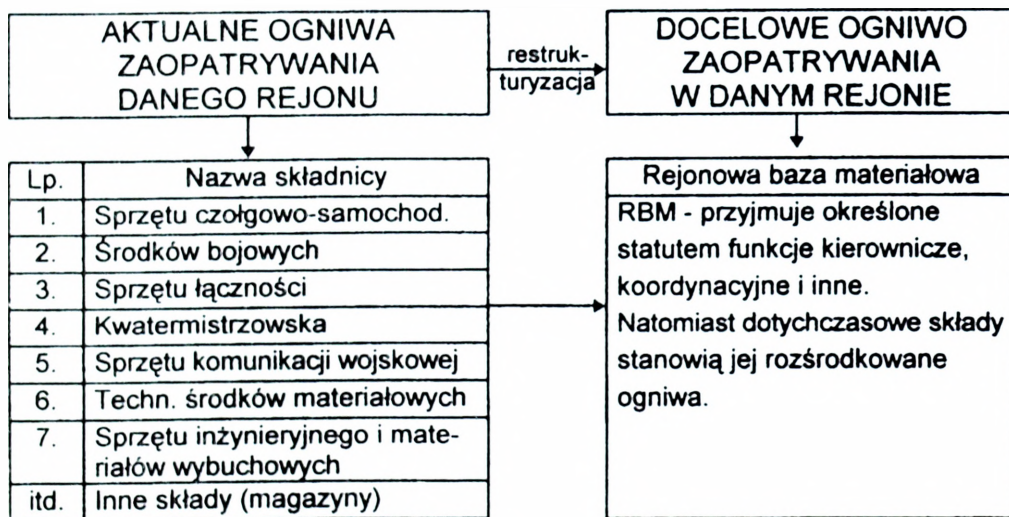 AKTUALNE OGNIWA
ZAOPATRYWANIA
DANEGO REJONU
restruk-
turyzacja
DOCELOWE OGNIWO
ZAOPATRYWANIA
W DANYM REJONIE
Lp. Nazwa składnicy
1. Sprzętu czołgowo-samochod.
2. Środków bojowych
3. Sprzętu łączności
4. Kwatermistrzowska
5. Sprzętu komunikacji wojskowej
6. Techn. środków materiałowych
7. Sprzętu inżynieryjnego i mate-
riałów wybuchowych
itd. Inne składy (magazyny)
Rejonowa baza materiałowa
RBM - przyjmuje określone
statutem funkcje kierownicze,
koordynacyjne i inne.
Natomiast dotychczasowe składy
stanowią jej rozśrodkowane
ogniwa.